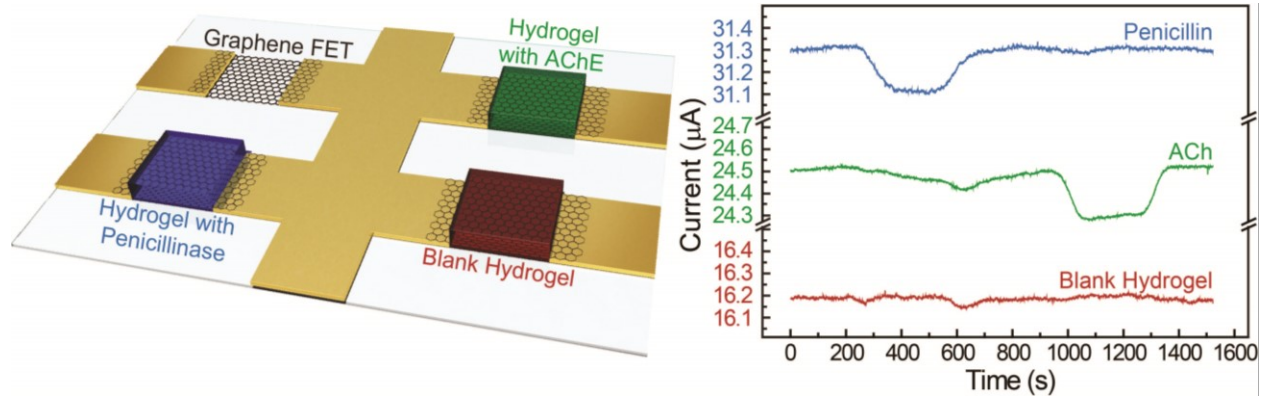 Graphene FET
Hydrogel
with AChE
Hydrogel with
Penicillinase
Blank Hydrogel
Current (μA)
31.4
31.3
31.2
31.1
24.7
24.6
24.5
24.4
24.3
16.4
16.3
16.2
16.1
Penicillin
ACh
Blank Hydrogel
0 200 400 600 800 1000 1200 1400 1600
Time (s)